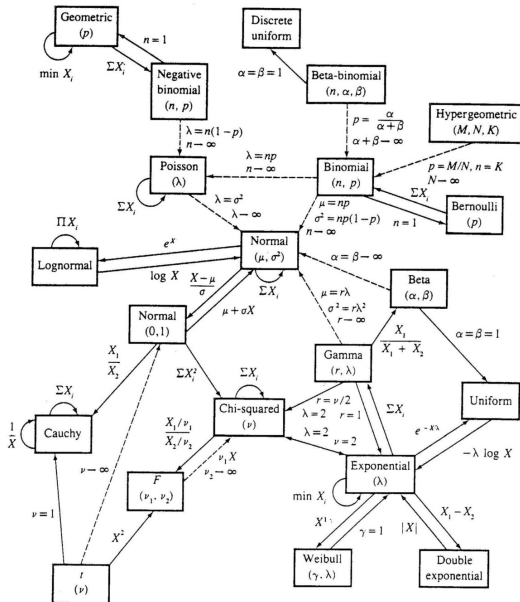 Geometric
(p)
n = 1
min X_i
ΣX_i
Negative
binomial
(n, p)
Discrete
uniform
α = β = 1
Beta-binomial
(n, α, β)
p = α / (α + β)
α + β → ∞
Hypergeometric
(M, N, K)
p = M/N, n = K
N → ∞
λ = n(1 − p)
n → ∞
Poisson
(λ)
λ = np
n → ∞
Binomial
(n, p)
ΣX_i
Bernoulli
(p)
n = 1
ΣX_i
λ = σ²
λ → ∞
μ = np
σ² = np(1 − p)
n → ∞
ΠX_i
Lognormal
e^X
log X
Normal
(μ, σ²)
ΣX_i
α = β → ∞
Beta
(α, β)
(X − μ) / σ
μ + σX
μ = rλ
σ² = rλ²
r → ∞
X_1 / (X_1 + X_2)
α = β = 1
Normal
(0, 1)
X_1 / X_2
ΣX_i²
Gamma
(r, λ)
ΣX_i
Chi-squared
(ν)
r = ν/2
λ = 2
r = 1
ΣX_i
Uniform
ΣX_i
Cauchy
1 / X
X_1/ν_1
X_2/ν_2
λ = 2
ν = 2
e^{−X/λ}
−λ log X
ν → ∞
ν_1 X
ν_2 → ∞
F
(ν_1, ν_2)
min X_i
Exponential
(λ)
ν = 1
X²
X^{1/γ}
γ = 1
|X|
X_1 − X_2
t
(ν)
Weibull
(γ, λ)
Double
exponential